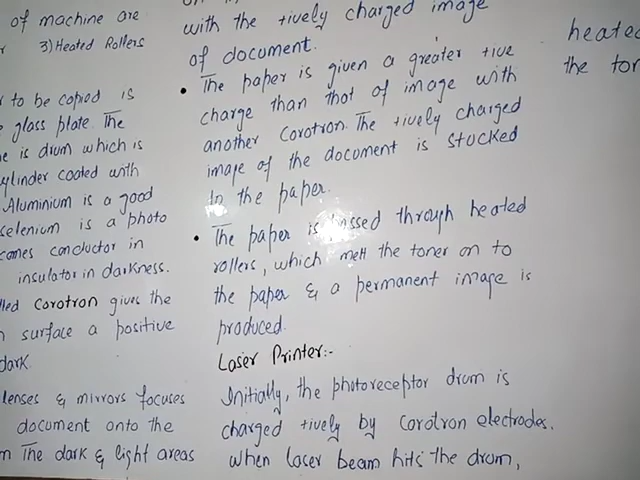 of machine are
3) Heated Rollers
to be copied is
glass plate. The
e is drum which is
ylinder coated with
Aluminium is a good
selenium is a photo
comes conductor in
insulator in darkness.
lled corotron gives the
surface a positive
dark.
lenses & mirrors focuses
document onto the
The dark & light areas
with the +ively charged image
of document.
• The paper is given a greater +ive
charge than that of image with
another corotron. The +ively charged
image of the document is stucked
to the paper.
• The paper is passed through heated
rollers, which melt the toner on to
the paper & a permanent image is
produced.
Laser Printer:-
Initially, the photoreceptor drum is
charged +ively by corotron electrodes.
when laser beam hits the drum,
heated
the ton